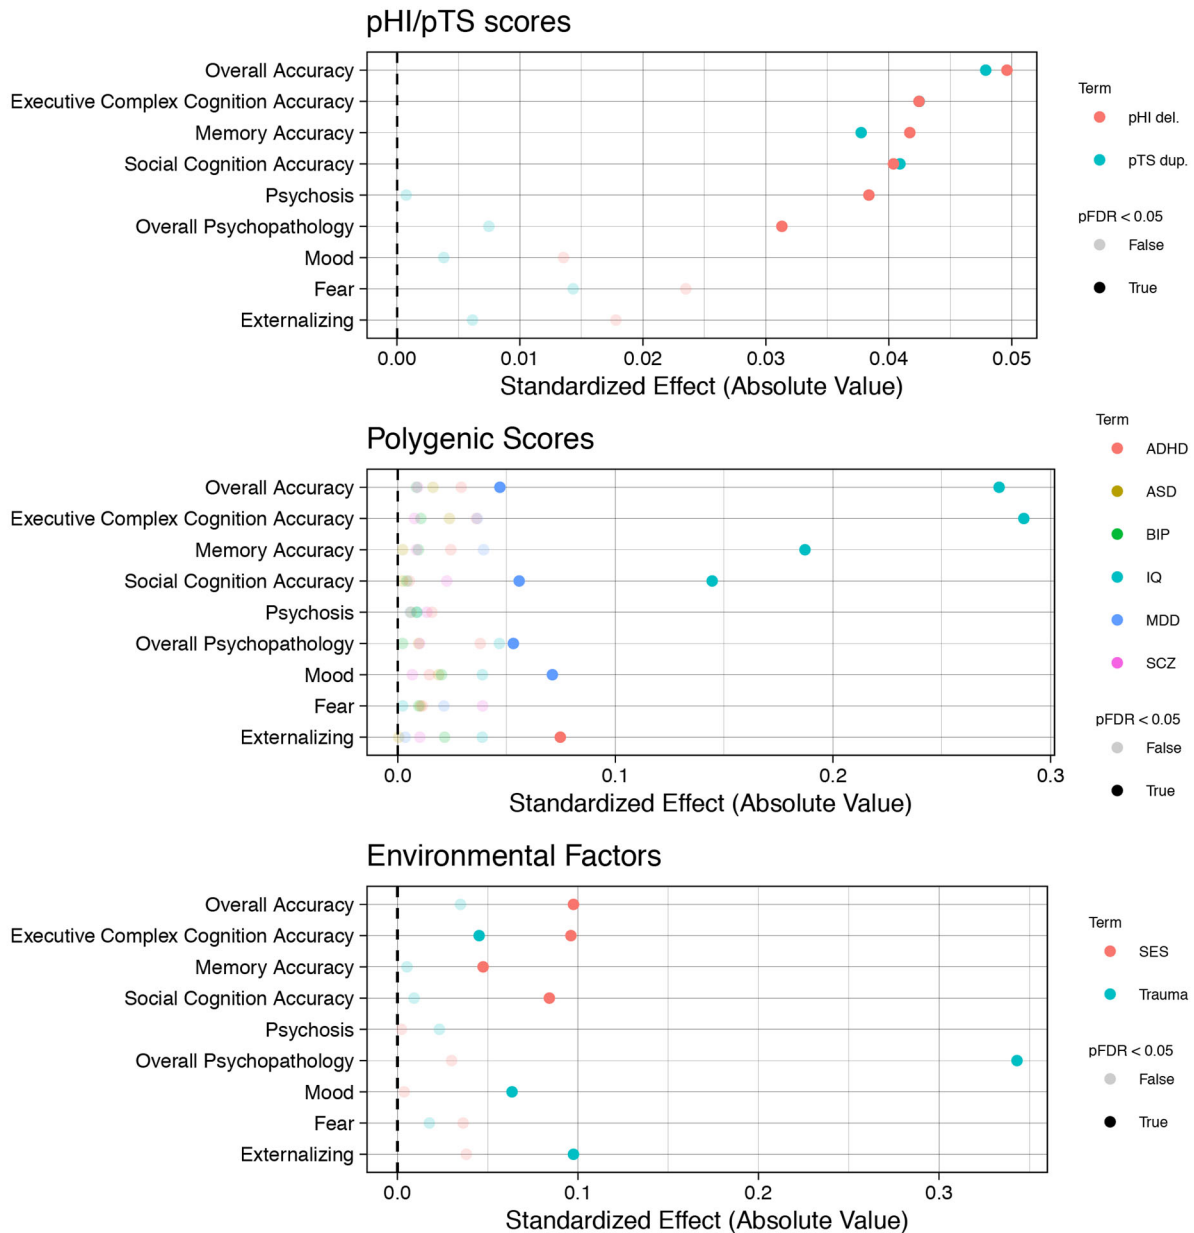 pHI/pTS scores
Overall Accuracy
Executive Complex Cognition Accuracy
Memory Accuracy
Social Cognition Accuracy
Psychosis
Overall Psychopathology
Mood
Fear
Externalizing
0.00 0.01 0.02 0.03 0.04 0.05
Standardized Effect (Absolute Value)
Term
pHI del.
pTS dup.
pFDR < 0.05
False
True
Polygenic Scores
Overall Accuracy
Executive Complex Cognition Accuracy
Memory Accuracy
Social Cognition Accuracy
Psychosis
Overall Psychopathology
Mood
Fear
Externalizing
0.0 0.1 0.2 0.3
Standardized Effect (Absolute Value)
Term
ADHD
ASD
BIP
IQ
MDD
SCZ
pFDR < 0.05
False
True
Environmental Factors
Overall Accuracy
Executive Complex Cognition Accuracy
Memory Accuracy
Social Cognition Accuracy
Psychosis
Overall Psychopathology
Mood
Fear
Externalizing
0.0 0.1 0.2 0.3
Standardized Effect (Absolute Value)
Term
SES
Trauma
pFDR < 0.05
False
True